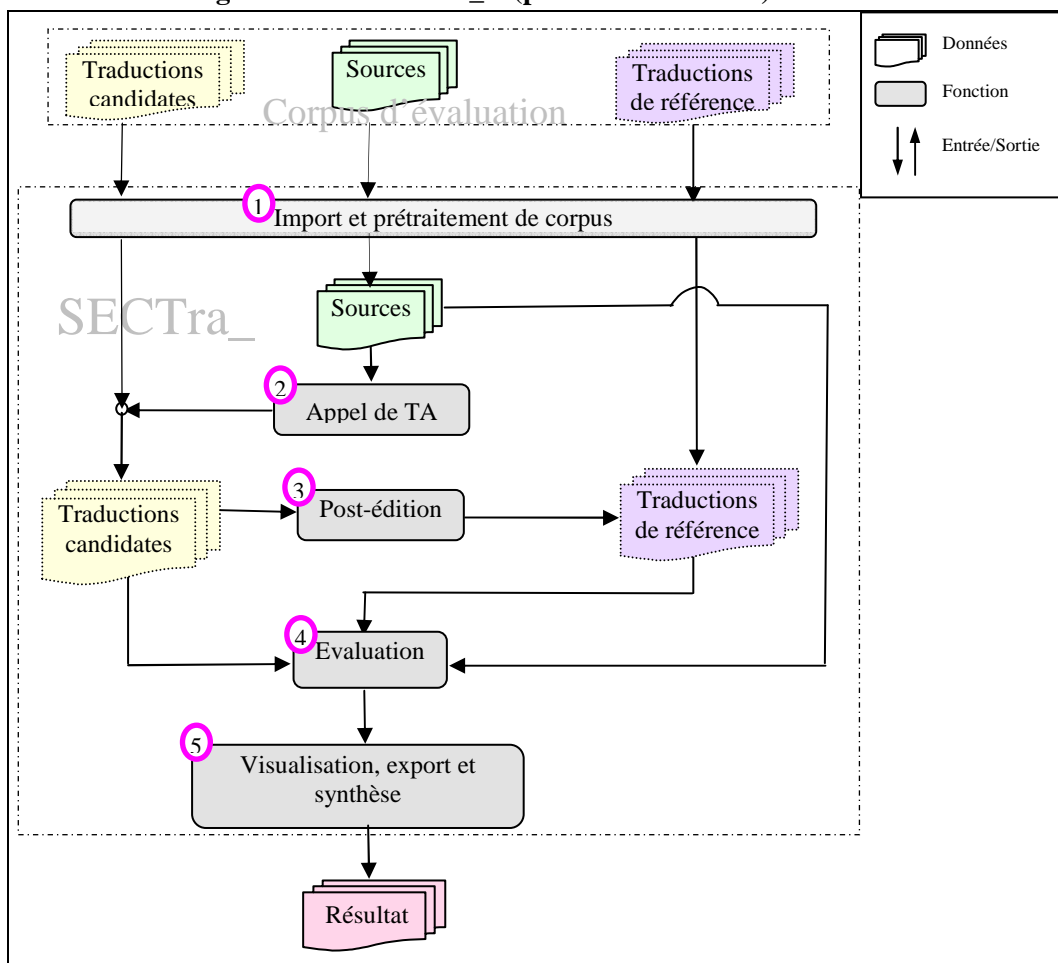 Traductions
candidates
Sources
Traductions
de référence
Corpus d'évaluation
Données
Fonction
Entrée/Sortie
1
Import et prétraitement de corpus
SECTra_
Sources
2
Appel de TA
Traductions
candidates
3
Post-édition
Traductions
de référence
4
Evaluation
5
Visualisation, export et
synthèse
Résultat